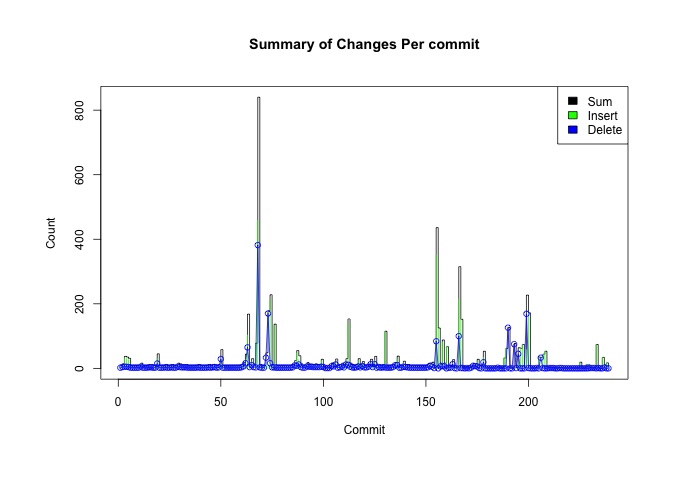 Summary of Changes Per commit
Sum
Insert
Delete
Count
800
600
400
200
0
0 50 100 150 200
Commit